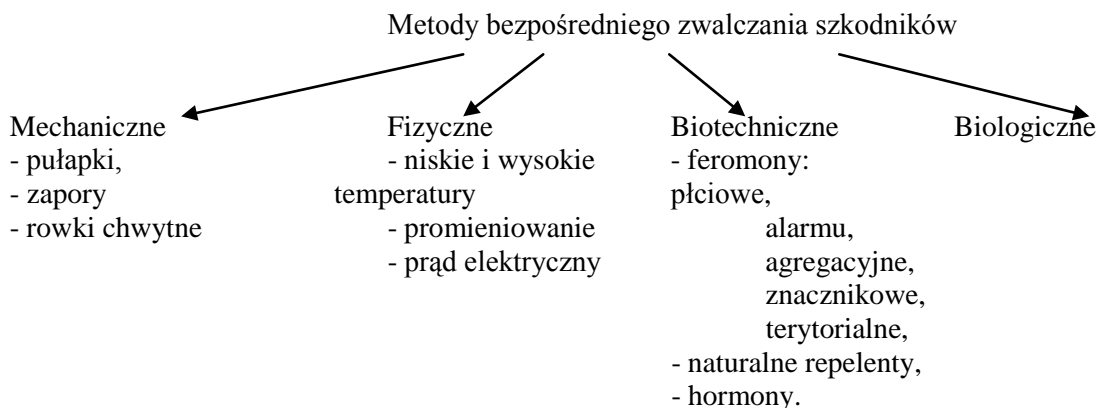 Metody bezpośredniego zwalczania szkodników
Mechaniczne
- pułapki,
- zapory
- rowki chwytne
Fizyczne
- niskie i wysokie
temperatury
- promieniowanie
- prąd elektryczny
Biotechniczne
- feromony:
płciowe,
alarmu,
agregacyjne,
znacznikowe,
terytorialne,
- naturalne repelenty,
- hormony.
Biologiczne